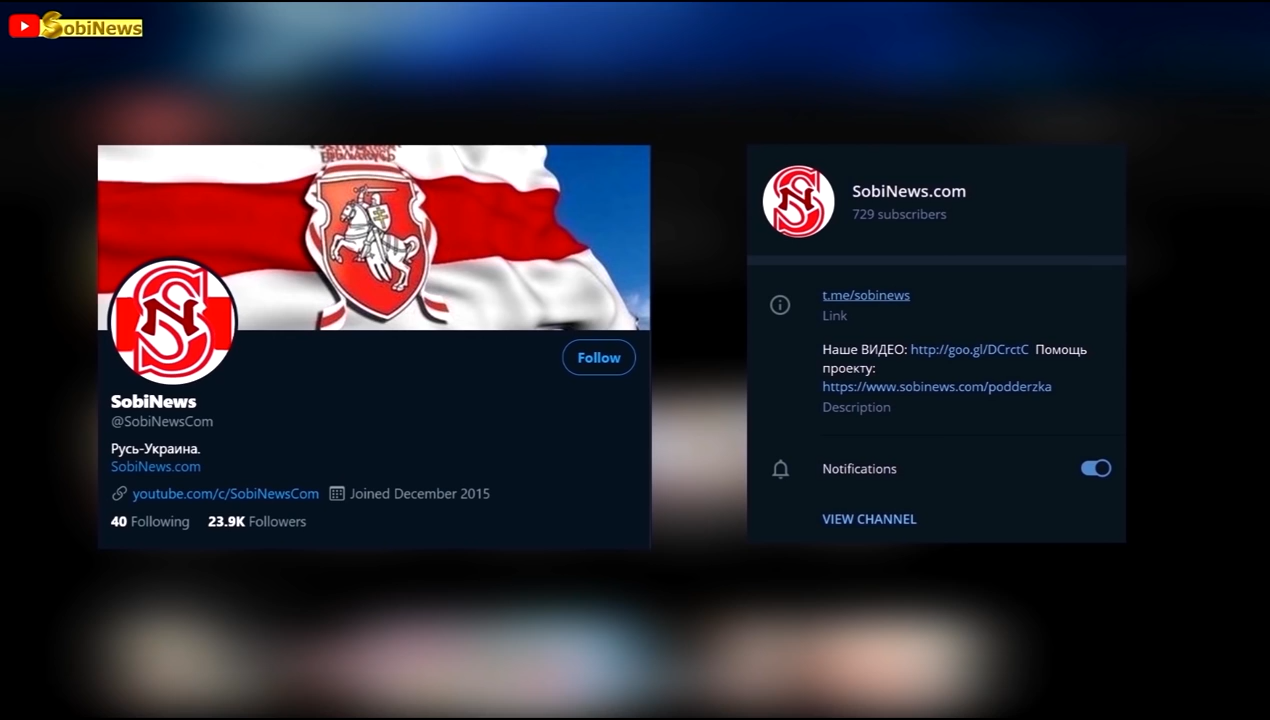 SobiNews
SobiNews
@SobiNewsCom
Русь-Украина.
SobiNews.com
youtube.com/c/SobiNewsCom Joined December 2015
40 Following 23.9K Followers
Follow
SobiNews.com
729 subscribers
t.me/sobinews
Link
Наше ВИДЕО: http://goo.gl/DCrctC Помощь
проекту:
https://www.sobinews.com/podderzka
Description
Notifications
VIEW CHANNEL